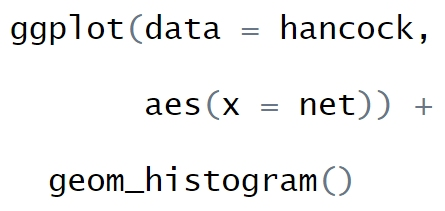 ggplot(data = hancock,
aes(x = net)) +
geom_histogram()